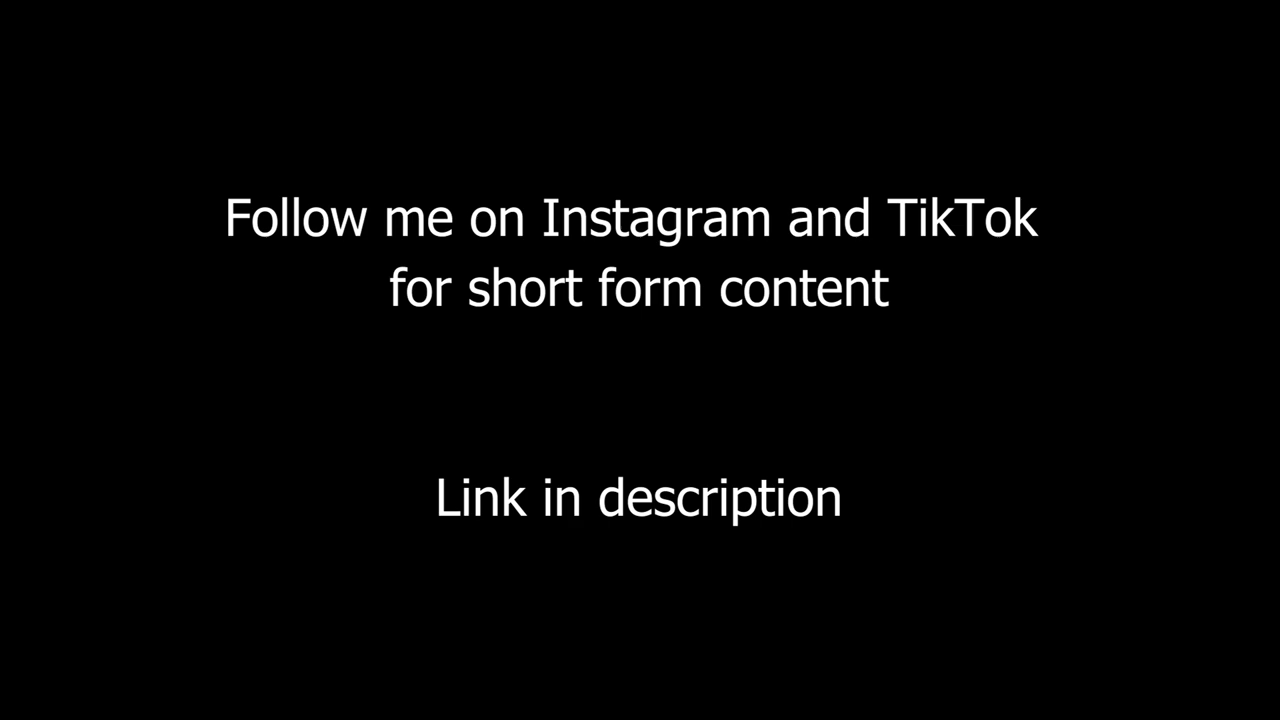 Follow me on Instagram and TikTok
for short form content
Link in description